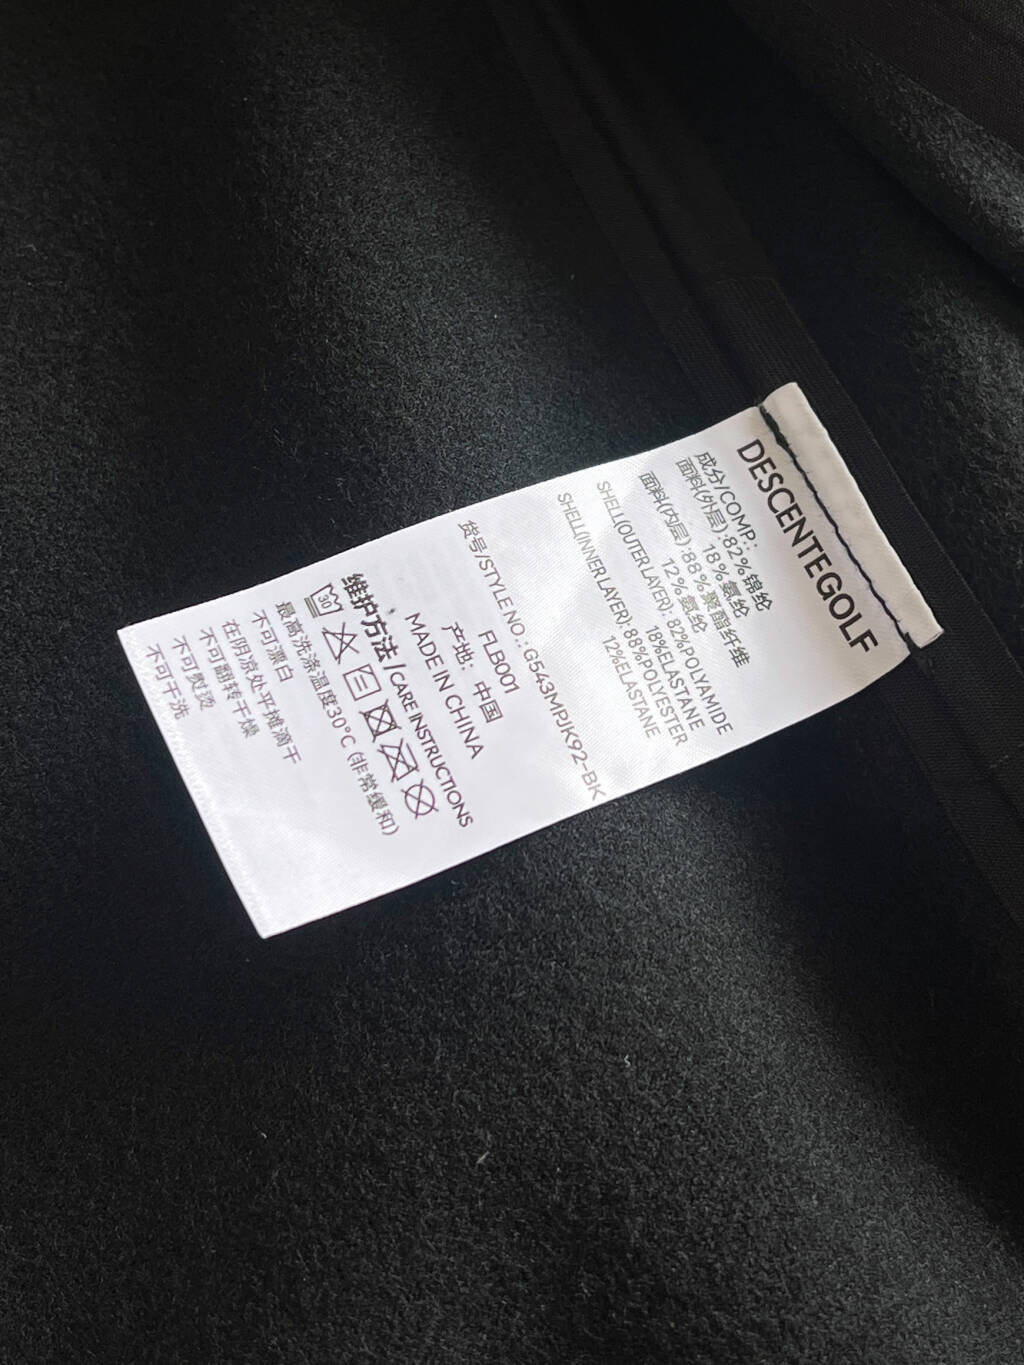 DESCENTEGOLF
成分/COMP.:
面料(外层):82%锦纶
18%氨纶
面料(内层):88%聚酯纤维
12%氨纶
SHELL(OUTER LAYER): 82%POLYAMIDE
18%ELASTANE
SHELL(INNER LAYER): 88%POLYESTER
12%ELASTANE
货号/STYLE NO.: G543MPJK92-BK
FLB001
产地: 中国
MADE IN CHINA
维护方法/CARE INSTRUCTIONS
30
最高洗涤温度30°C (非常缓和)
不可漂白
在阴凉处平摊滴干
不可翻转干燥
不可熨烫
不可干洗